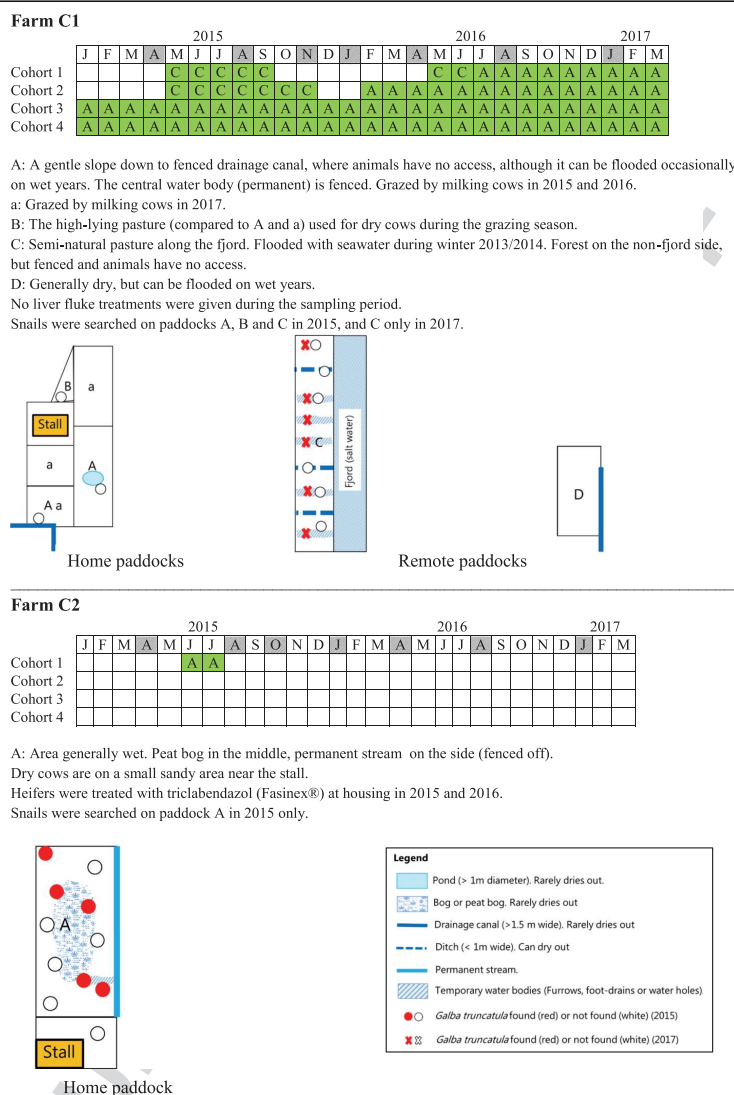 Farm C1
2015 2016 2017
J F M A M J J A S O N D J F M A M J J A S O N D J F M
Cohort 1 C C C C C C C A A A A A A A A A
Cohort 2 C C C C C C C A A A A A A A A A A A A A A
Cohort 3 A A A A A A A A A A A A A A A A A A A A A A A A A A A
Cohort 4 A A A A A A A A A A A A A A A A A A A A A A A A A A A
A: A gentle slope down to fenced drainage canal, where animals have no access, although it can be flooded occasionally
on wet years. The central water body (permanent) is fenced. Grazed by milking cows in 2015 and 2016.
a: Grazed by milking cows in 2017.
B: The high-lying pasture (compared to A and a) used for dry cows during the grazing season.
C: Semi-natural pasture along the fjord. Flooded with seawater during winter 2013/2014. Forest on the non-fjord side,
but fenced and animals have no access.
D: Generally dry, but can be flooded on wet years.
No liver fluke treatments were given during the sampling period.
Snails were searched on paddocks A, B and C in 2015, and C only in 2017.
B
a
Stall
a
A
A a
C
Fjord (salt water)
D
Home paddocks
Remote paddocks
Farm C2
2015 2016 2017
J F M A M J J A S O N D J F M A M J J A S O N D J F M
Cohort 1 A A
Cohort 2
Cohort 3
Cohort 4
A: Area generally wet. Peat bog in the middle, permanent stream on the side (fenced off).
Dry cows are on a small sandy area near the stall.
Heifers were treated with triclabendazol (Fasinex®) at housing in 2015 and 2016.
Snails were searched on paddock A in 2015 only.
A
Stall
Home paddock
Legend
Pond (> 1m diameter). Rarely dries out.
Bog or peat bog. Rarely dries out
Drainage canal (>1.5 m wide). Rarely dries out
Ditch (< 1m wide). Can dry out
Permanent stream.
Temporary water bodies (Furrows, foot-drains or water holes)
Galba truncatula found (red) or not found (white) (2015)
Galba truncatula found (red) or not found (white) (2017)